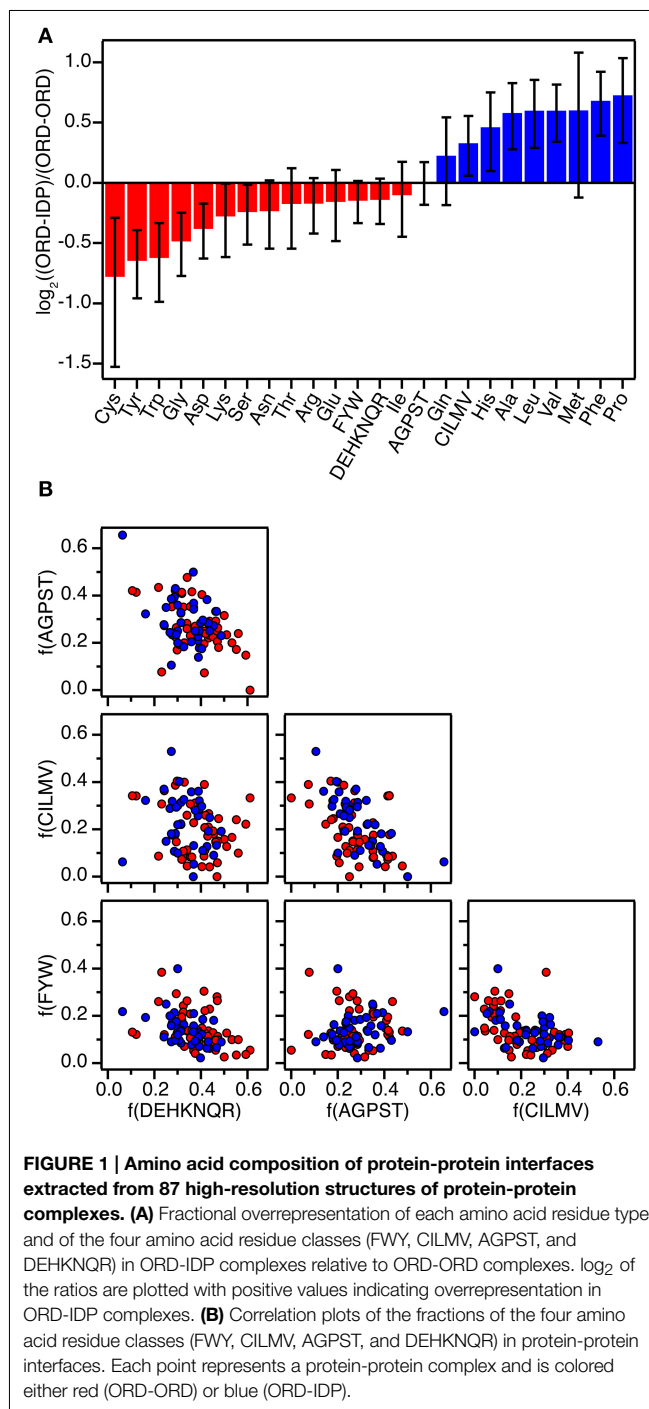 A
log2((ORD-IDP)/(ORD-ORD)
1.0
0.5
0.0
-0.5
-1.0
-1.5
Cys
Tyr
Trp
Gly
Asp
Lys
Ser
Asn
Thr
Arg
Glu
FYW
DEHKNQR
Ile
AGPST
Gln
CILMV
His
Ala
Leu
Val
Met
Phe
Pro
B
f(AGPST)
0.6
0.4
0.2
0.0
f(CILMV)
0.6
0.4
0.2
0.0
f(FYW)
0.6
0.4
0.2
0.0
0.0 0.2 0.4 0.6
f(DEHKNQR)
0.0 0.2 0.4 0.6
f(AGPST)
0.0 0.2 0.4 0.6
f(CILMV)
FIGURE 1 | Amino acid composition of protein-protein interfaces
extracted from 87 high-resolution structures of protein-protein
complexes. (A) Fractional overrepresentation of each amino acid residue type
and of the four amino acid residue classes (FWY, CILMV, AGPST, and
DEHKNQR) in ORD-IDP complexes relative to ORD-ORD complexes. log2 of
the ratios are plotted with positive values indicating overrepresentation in
ORD-IDP complexes. (B) Correlation plots of the fractions of the four amino
acid residue classes (FWY, CILMV, AGPST, and DEHKNQR) in protein-protein
interfaces. Each point represents a protein-protein complex and is colored
either red (ORD-ORD) or blue (ORD-IDP).